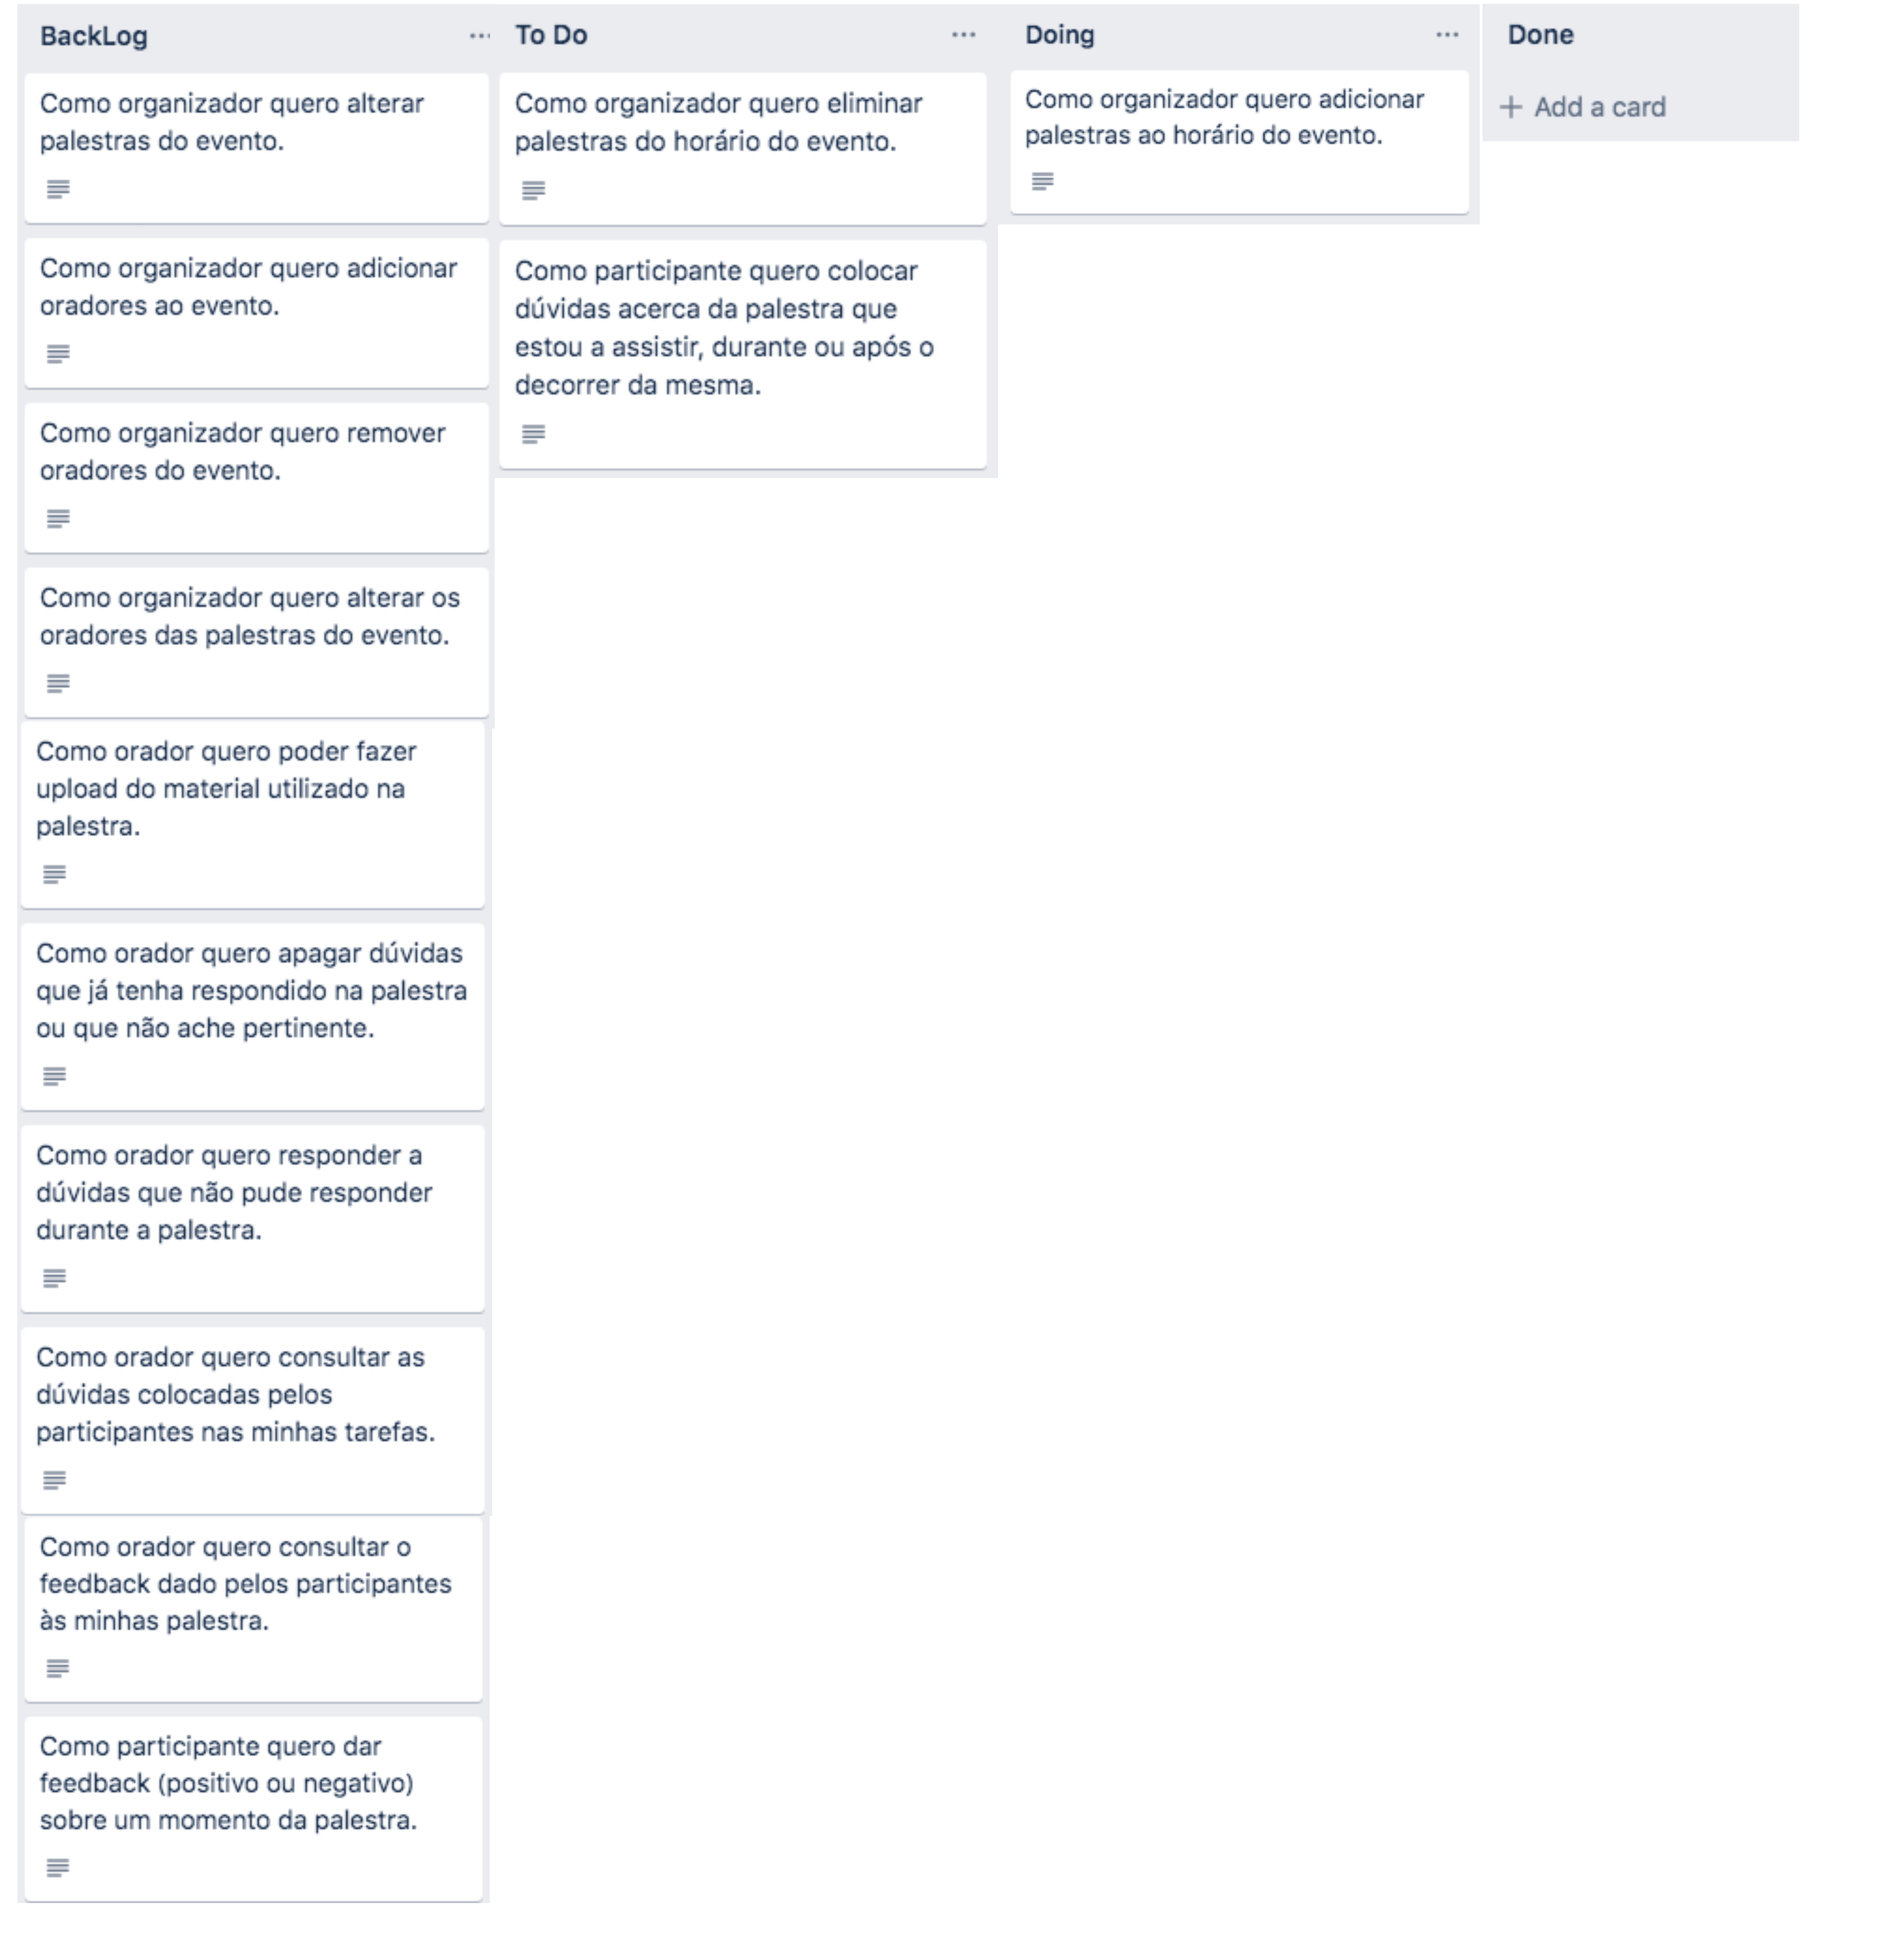 BackLog
Como organizador quero alterar
palestras do evento.
Como organizador quero adicionar
oradores ao evento.
Como organizador quero remover
oradores do evento.
Como organizador quero alterar os
oradores das palestras do evento.
Como orador quero poder fazer
upload do material utilizado na
palestra.
Como orador quero apagar dúvidas
que já tenha respondido na palestra
ou que não ache pertinente.
Como orador quero responder a
dúvidas que não pude responder
durante a palestra.
Como orador quero consultar as
dúvidas colocadas pelos
participantes nas minhas tarefas.
Como orador quero consultar o
feedback dado pelos participantes
às minhas palestra.
Como participante quero dar
feedback (positivo ou negativo)
sobre um momento da palestra.
To Do
Como organizador quero eliminar
palestras do horário do evento.
Como participante quero colocar
dúvidas acerca da palestra que
estou a assistir, durante ou após o
decorrer da mesma.
Doing
Como organizador quero adicionar
palestras ao horário do evento.
Done
+ Add a card